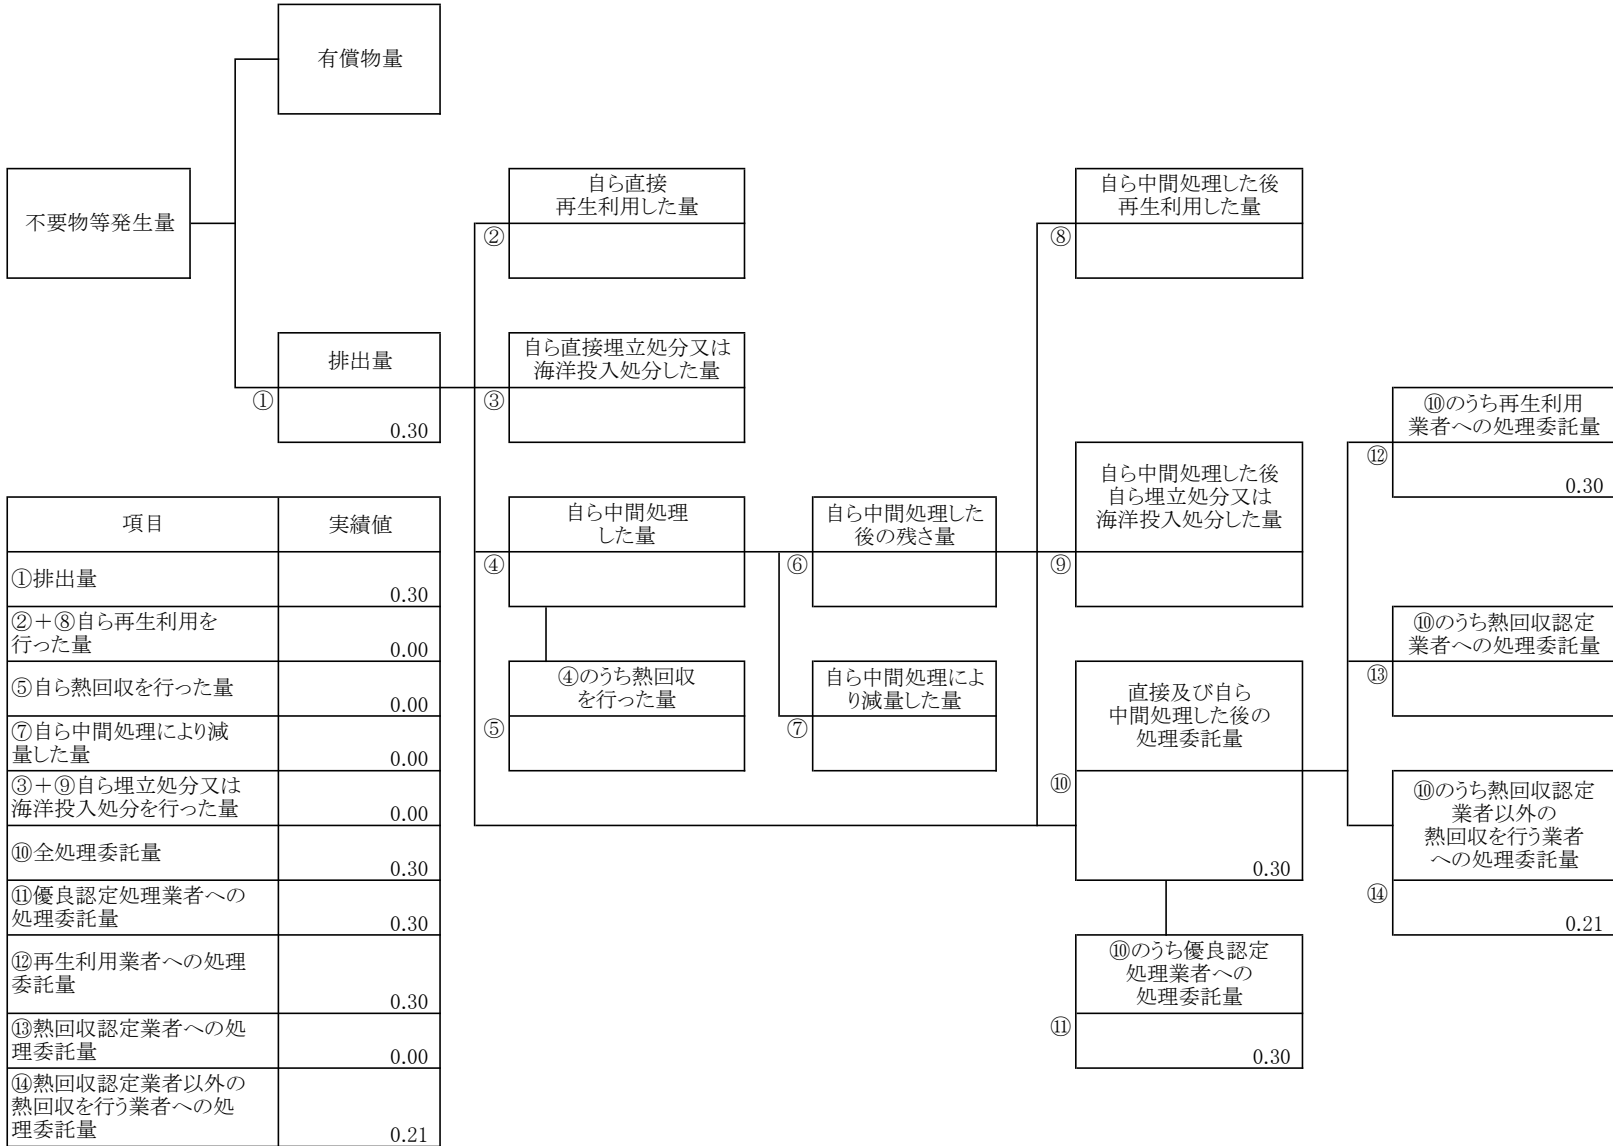 有償物量
不要物等発生量
自ら直接
再生利用した量
②
自ら中間処理した後
再生利用した量
⑧
排出量
①
0.30
自ら直接埋立処分又は
海洋投入処分した量
③
⑩のうち再生利用
業者への処理委託量
⑫
0.30
自ら中間処理
した量
④
自ら中間処理した
後の残さ量
⑥
自ら中間処理した後
自ら埋立処分又は
海洋投入処分した量
⑨
⑩のうち熱回収認定
業者への処理委託量
⑬
④のうち熱回収
を行った量
⑤
自ら中間処理によ
り減量した量
⑦
直接及び自ら
中間処理した後の
処理委託量
⑩
0.30
⑩のうち熱回収認定
業者以外の
熱回収を行う業者
への処理委託量
⑭
0.21
⑩のうち優良認定
処理業者への
処理委託量
⑪
0.30
項目 実績値
①排出量 0.30
②+⑧自ら再生利用を
行った量 0.00
⑤自ら熱回収を行った量 0.00
⑦自ら中間処理により減
量した量 0.00
③+⑨自ら埋立処分又は
海洋投入処分を行った量 0.00
⑩全処理委託量 0.30
⑪優良認定処理業者への
処理委託量 0.30
⑫再生利用業者への処理
委託量 0.30
⑬熱回収認定業者への処
理委託量 0.00
⑭熱回収認定業者以外の
熱回収を行う業者への処
理委託量 0.21